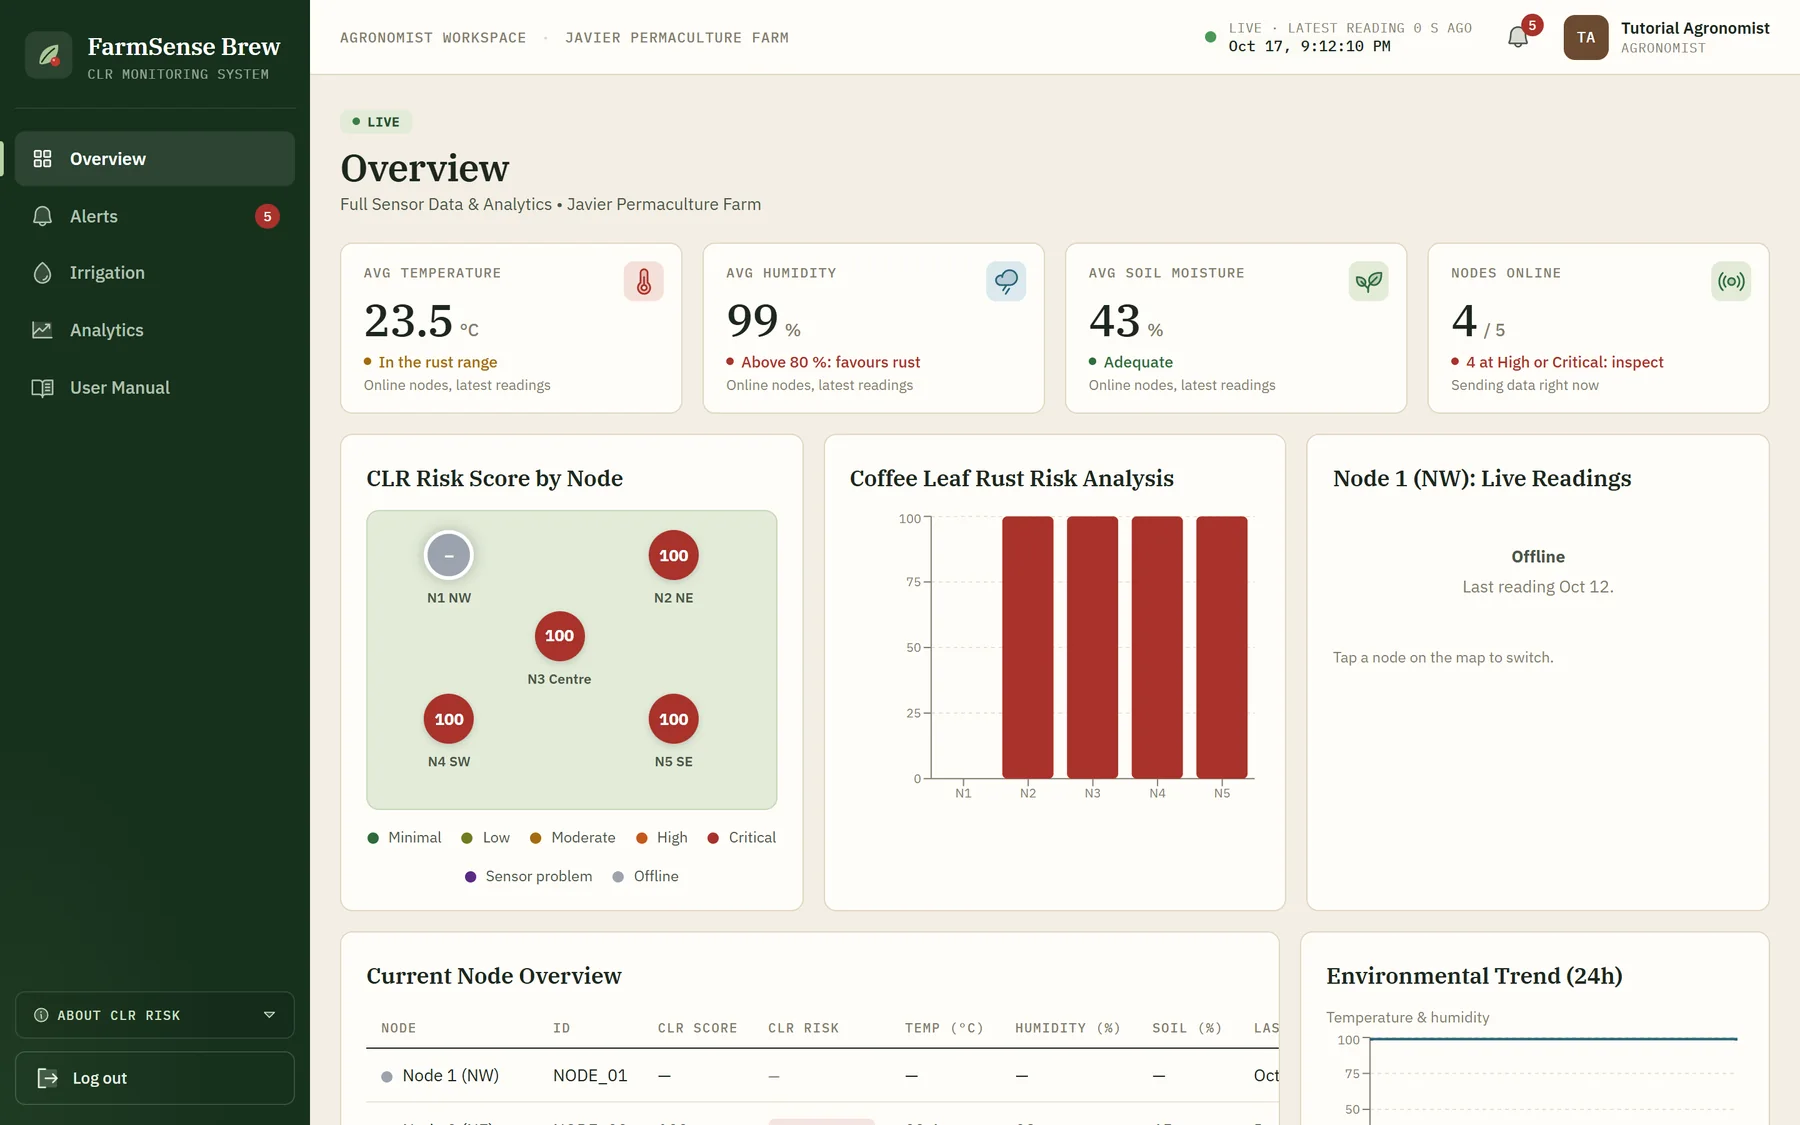 FarmSense Brew
CLR MONITORING SYSTEM
Overview
Alerts
5
Irrigation
Analytics
User Manual
ABOUT CLR RISK
Log out
AGRONOMIST WORKSPACE · JAVIER PERMACULTURE FARM
LIVE · LATEST READING 0 S AGO
Oct 17, 9:12:10 PM
5
TA
Tutorial Agronomist
AGRONOMIST
LIVE
Overview
Full Sensor Data & Analytics • Javier Permaculture Farm
AVG TEMPERATURE
23.5 °C
In the rust range
Online nodes, latest readings
AVG HUMIDITY
99 %
Above 80 %: favours rust
Online nodes, latest readings
AVG SOIL MOISTURE
43 %
Adequate
Online nodes, latest readings
NODES ONLINE
4 / 5
4 at High or Critical: inspect
Sending data right now
CLR Risk Score by Node
–
N1 NW
100
N2 NE
100
N3 Centre
100
N4 SW
100
N5 SE
Minimal Low Moderate High Critical
Sensor problem Offline
Coffee Leaf Rust Risk Analysis
100
75
50
25
0
N1 N2 N3 N4 N5
Node 1 (NW): Live Readings
Offline
Last reading Oct 12.
Tap a node on the map to switch.
Current Node Overview
NODE ID CLR SCORE CLR RISK TEMP (°C) HUMIDITY (%) SOIL (%) LAS
Node 1 (NW) NODE_01 — – — — — Oct
Environmental Trend (24h)
Temperature & humidity
100
75
50